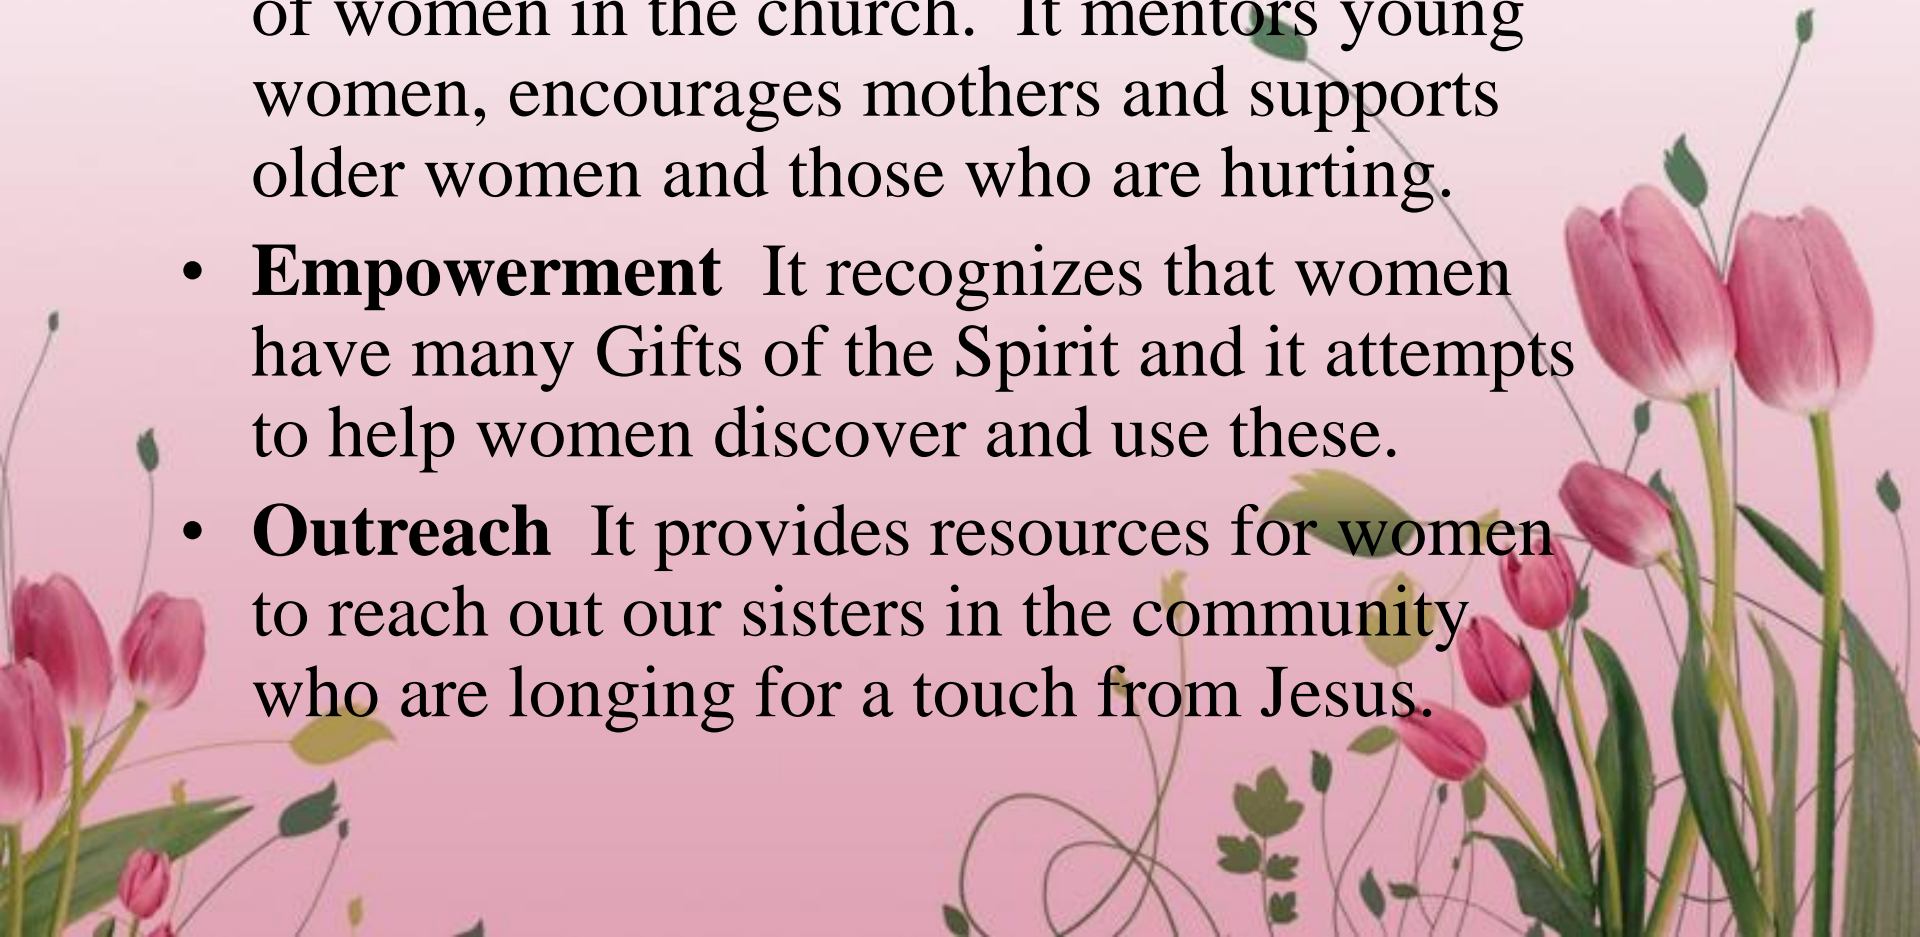 of women in the church.  It mentors young
women, encourages mothers and supports
older women and those who are hurting.
• Empowerment  It recognizes that women
have many Gifts of the Spirit and it attempts
to help women discover and use these.
• Outreach  It provides resources for women
to reach out our sisters in the community
who are longing for a touch from Jesus.